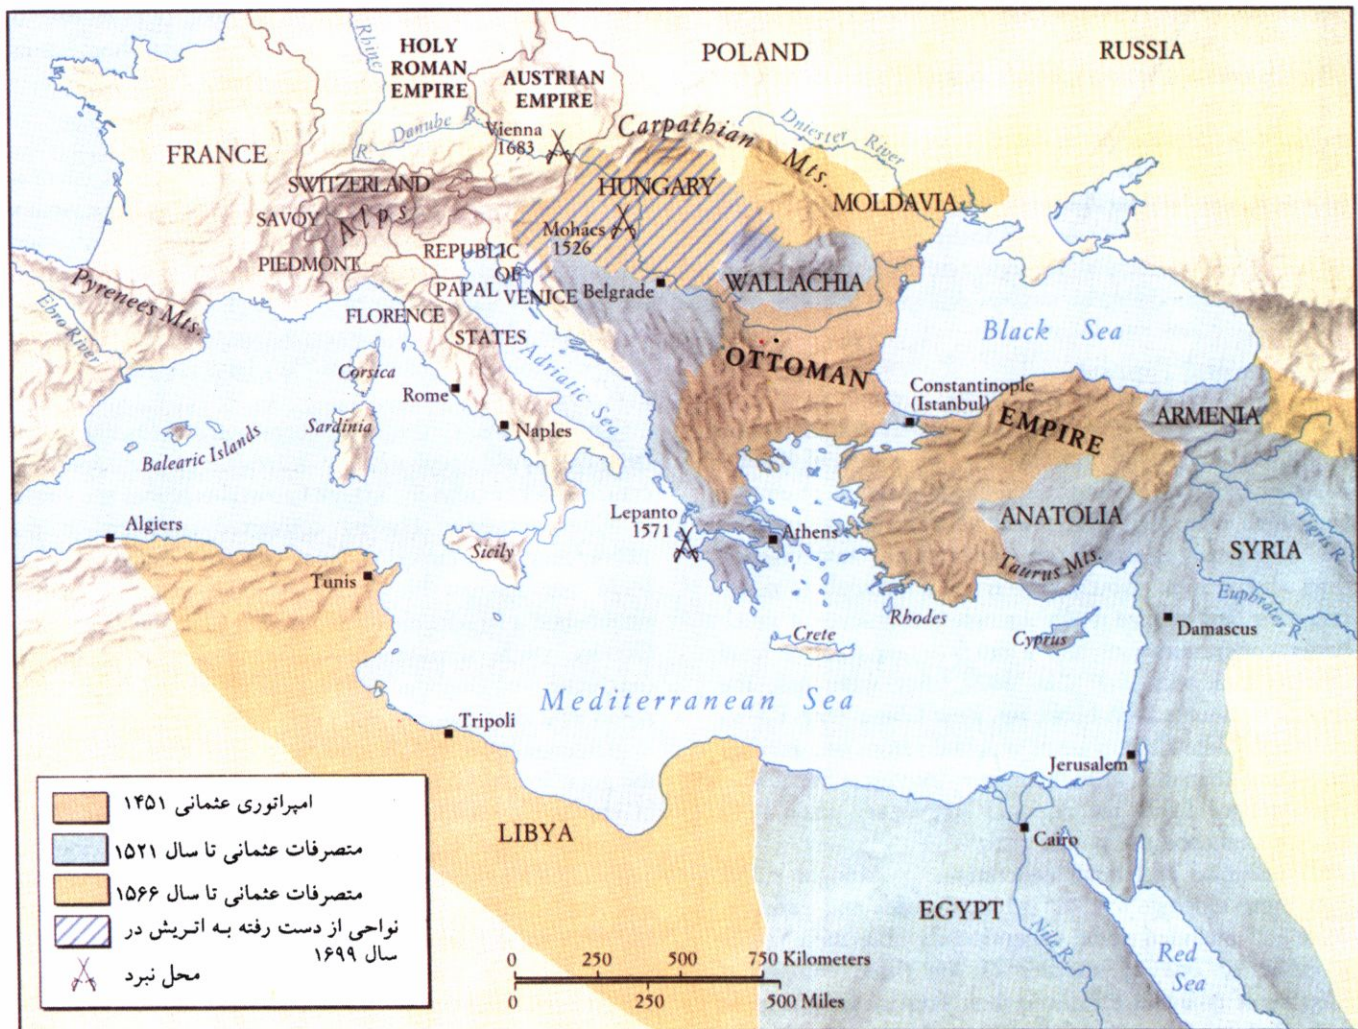 HOLY
ROMAN
EMPIRE
Rhine
R.
AUSTRIAN
EMPIRE
POLAND
RUSSIA
Danube R.
Vienna
1683
Carpathian Mts.
Dniester River
FRANCE
SWITZERLAND
HUNGARY
MOLDAVIA
SAVOY
Alps
Mohács
1526
PIEDMONT
REPUBLIC
OF
VENICE
WALLACHIA
Belgrade
PAPAL
STATES
FLORENCE
Pyrenees Mts.
Ebro River
Black Sea
OTTOMAN
EMPIRE
Adriatic Sea
Corsica
Rome
Constantinople
(Istanbul)
ARMENIA
Sardinia
Naples
Balearic Islands
ANATOLIA
Lepanto
1571
Athens
Algiers
Sicily
Tigris R.
SYRIA
Taurus Mts.
Tunis
Euphrates R.
Rhodes
Crete
Cyprus
Damascus
Mediterranean Sea
Tripoli
Jerusalem
LIBYA
Cairo
EGYPT
Nile R.
Red
Sea
امپراتوری عثمانی ۱۴۵۱
متصرفات عثمانی تا سال ۱۵۲۱
متصرفات عثمانی تا سال ۱۵۶۶
نواحی از دست رفته به اتریش در
سال ۱۶۹۹
محل نبرد
0 250 500 750 Kilometers
0 250 500 Miles